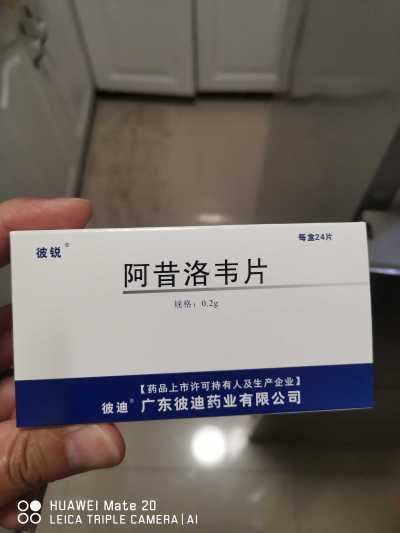 彼锐®
每盒24片
阿昔洛韦片
规格：0.2g
【药品上市许可持有人及生产企业】
彼迪® 广东彼迪药业有限公司
HUAWEI Mate 20
LEICA TRIPLE CAMERA | AI